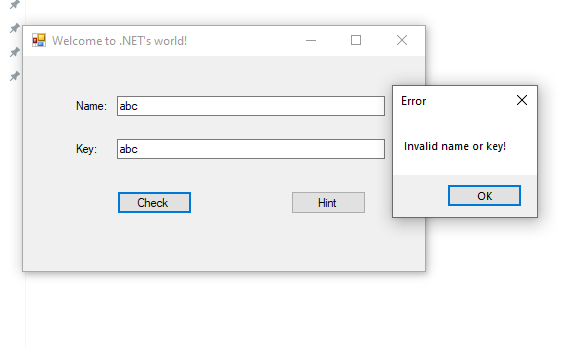 Welcome to .NET's world!
Name: abc
Key: abc
Check
Hint
Error
Invalid name or key!
OK